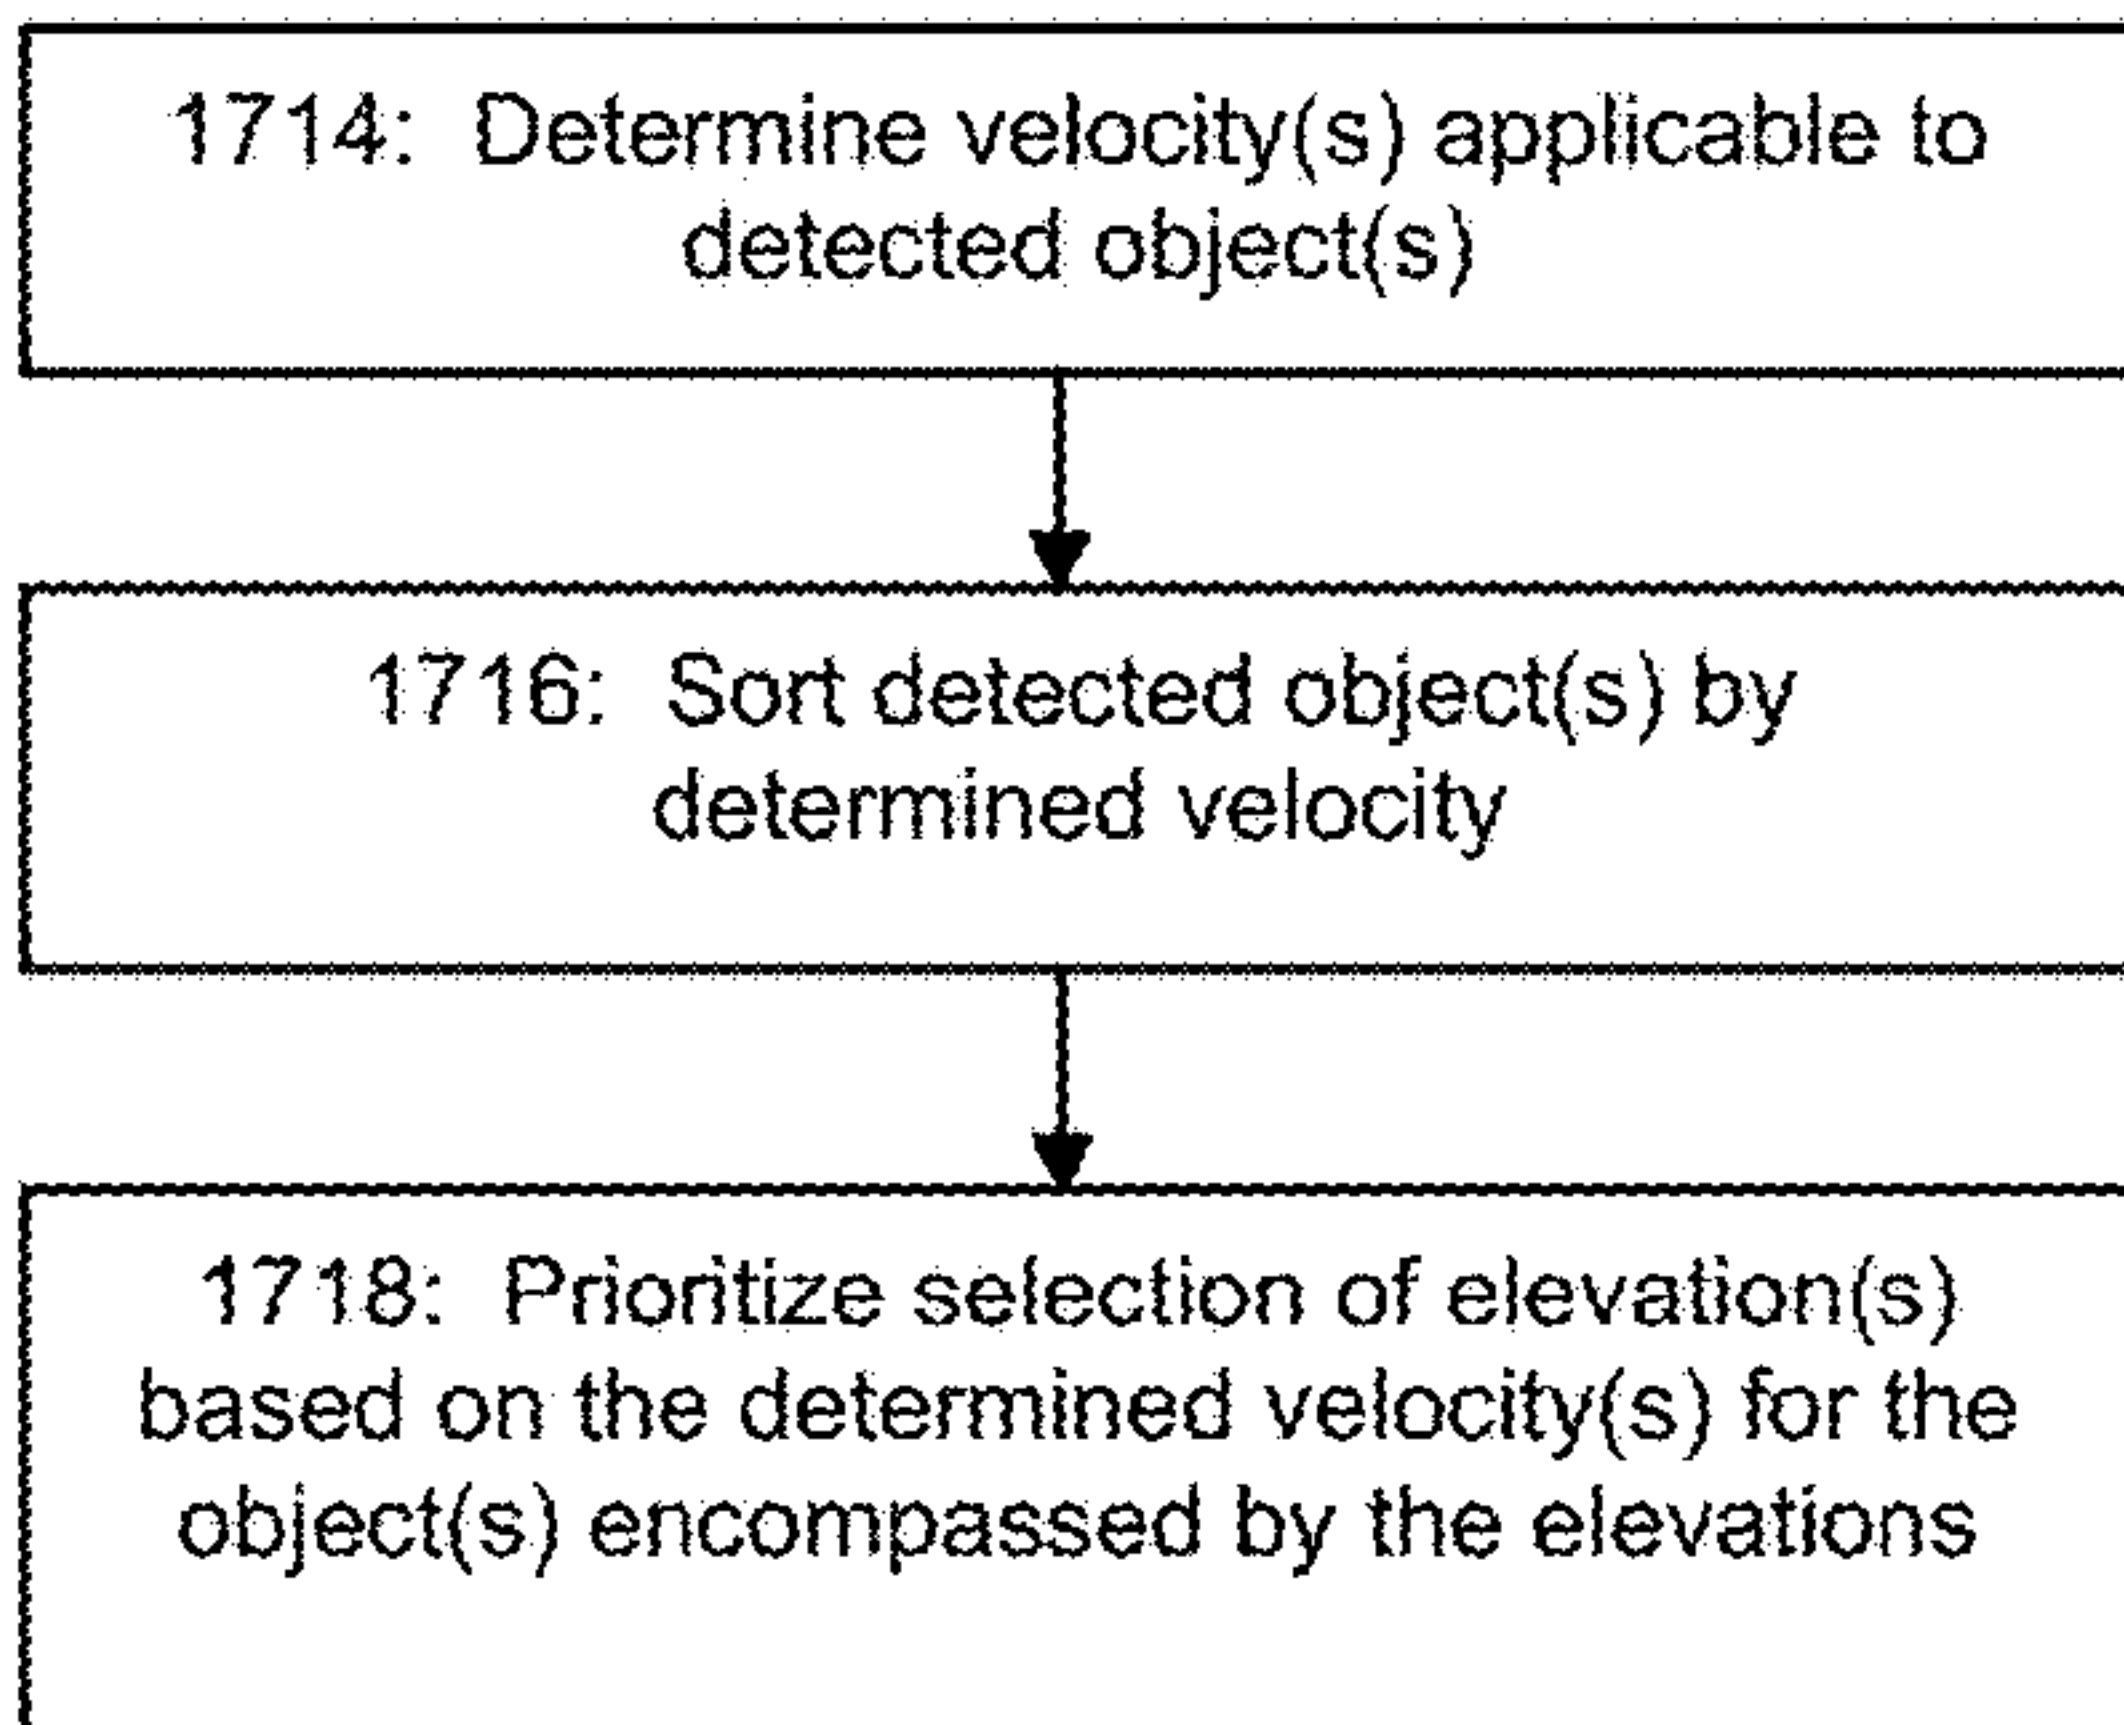 1714: Determine velocity(s) applicable to
detected object(s)
1716: Sort detected object(s) by
determined velocity
1718: Prioritize selection of elevation(s)
based on the determined velocity(s) for the
object(s) encompassed by the elevations